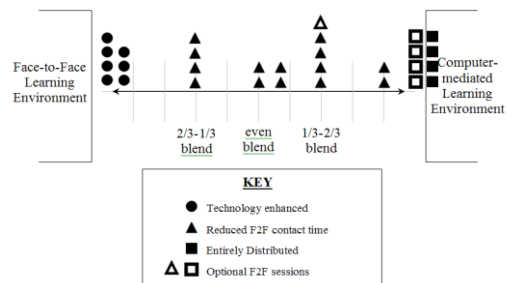 Face-to-Face
Learning
Environment
Computer-
mediated Learning
Environment
2/3-1/3
blend
even
blend
1/3-2/3
blend
KEY
Technology enhanced
Reduced F2F contact time
Entirely Distributed
Optional F2F sessions